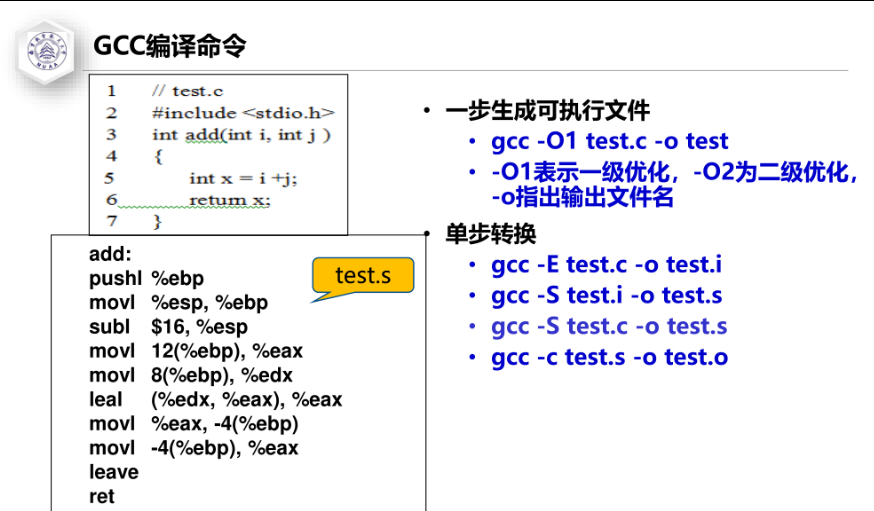 GCC编译命令
1 // test.c
2 #include <stdio.h>
3 int add(int i, int j )
4 {
5 int x = i +j;
6 return x;
7 }
add:
pushl %ebp
movl %esp, %ebp
subl $16, %esp
movl 12(%ebp), %eax
movl 8(%ebp), %edx
leal (%edx, %eax), %eax
movl %eax, -4(%ebp)
movl -4(%ebp), %eax
leave
ret
test.s
• 一步生成可执行文件
• gcc -O1 test.c -o test
• -O1表示一级优化，-O2为二级优化，
-o指出输出文件名
• 单步转换
• gcc -E test.c -o test.i
• gcc -S test.i -o test.s
• gcc -S test.c -o test.s
• gcc -c test.s -o test.o